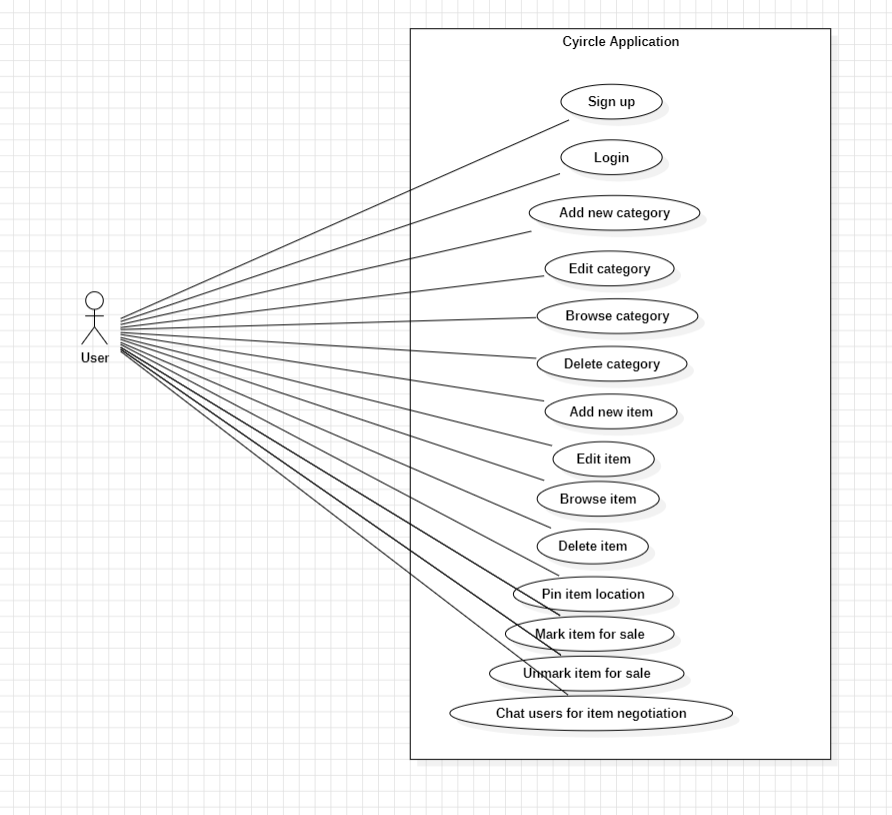 Cyircle Application
Sign up
Login
Add new category
Edit category
Browse category
User
Delete category
Add new item
Edit item
Browse item
Delete item
Pin item location
Mark item for sale
Unmark item for sale
Chat users for item negotiation